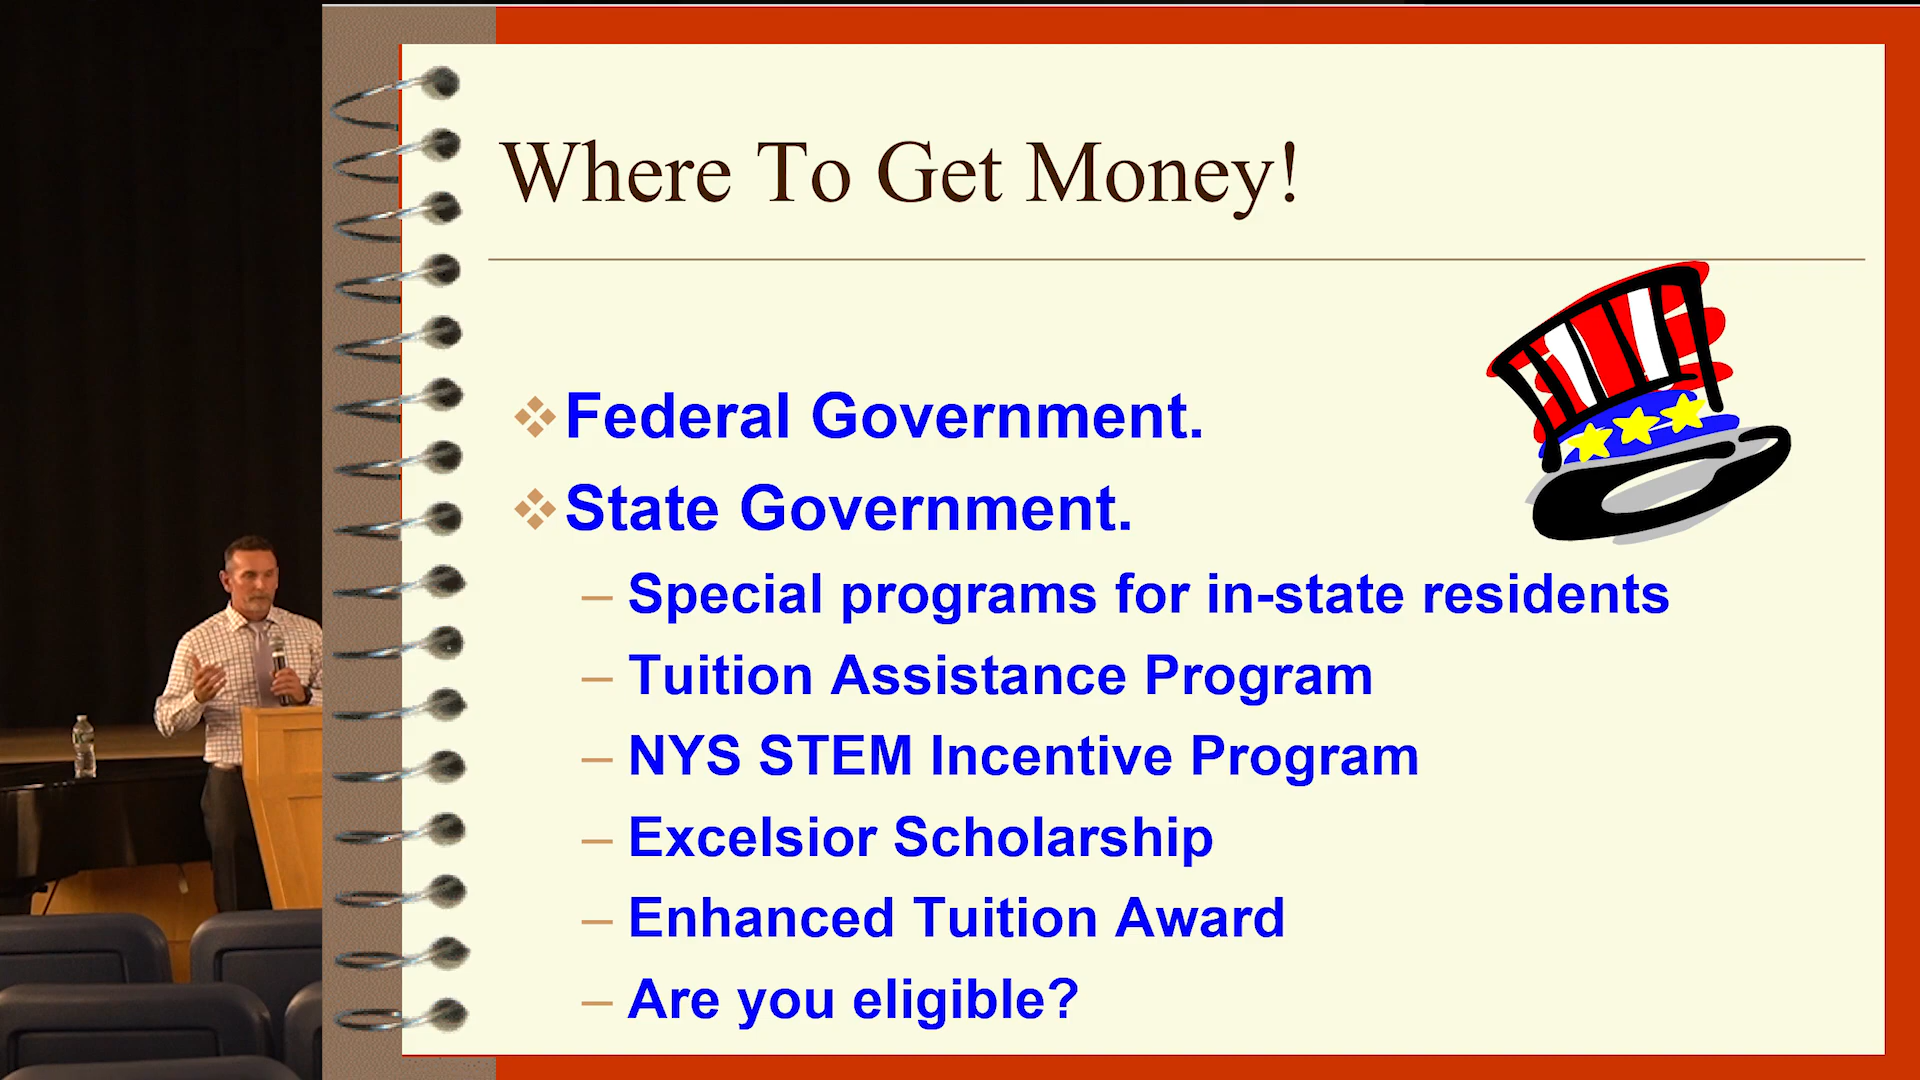 Where To Get Money!
Federal Government.
State Government.
– Special programs for in-state residents
– Tuition Assistance Program
– NYS STEM Incentive Program
– Excelsior Scholarship
– Enhanced Tuition Award
– Are you eligible?